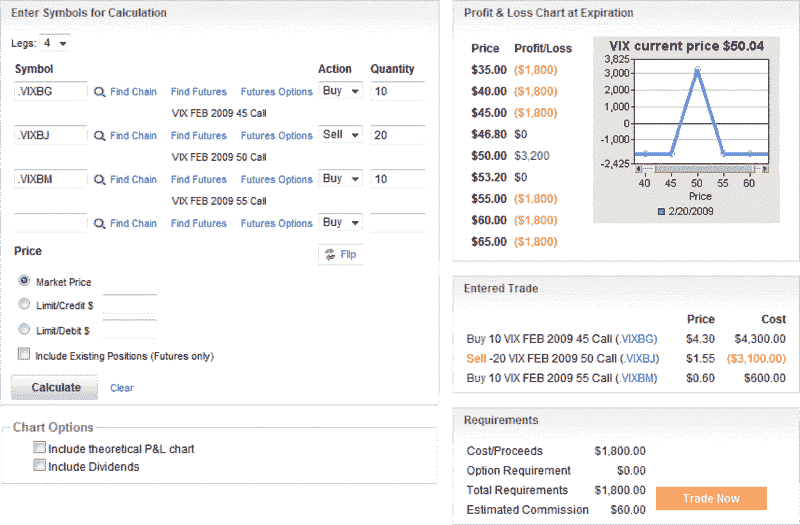 Enter Symbols for Calculation
Legs: 4
Symbol Action Quantity
.VIXBG Find Chain Find Futures Futures Options Buy 10
VIX FEB 2009 45 Call
.VIXBJ Find Chain Find Futures Futures Options Sell 20
VIX FEB 2009 50 Call
.VIXBM Find Chain Find Futures Futures Options Buy 10
VIX FEB 2009 55 Call
Find Chain Find Futures Futures Options Buy
Price
Flip
Market Price
Limit/Credit $
Limit/Debit $
Include Existing Positions (Futures only)
Calculate Clear
Chart Options
Include theoretical P&L chart
Include Dividends
Profit & Loss Chart at Expiration
Price Profit/Loss
$35.00 ($1,800)
$40.00 ($1,800)
$45.00 ($1,800)
$46.80 $0
$50.00 $3,200
$53.20 $0
$55.00 ($1,800)
$60.00 ($1,800)
$65.00 ($1,800)
VIX current price $50.04
3,825
3,000
2,000
1,000
0
-1,000
-2,425
40 45 50 55 60
Price
2/20/2009
Entered Trade
Price Cost
Buy 10 VIX FEB 2009 45 Call (.VIXBG) $4.30 $4,300.00
Sell -20 VIX FEB 2009 50 Call (.VIXBJ) $1.55 ($3,100.00)
Buy 10 VIX FEB 2009 55 Call (.VIXBM) $0.60 $600.00
Requirements
Cost/Proceeds $1,800.00
Option Requirement $0.00
Total Requirements $1,800.00
Estimated Commission $60.00
Trade Now